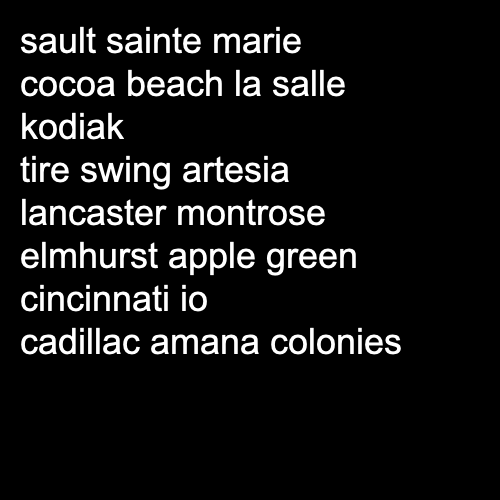 sault sainte marie
cocoa beach la salle
kodiak
tire swing artesia
lancaster montrose
elmhurst apple green
cincinnati io
cadillac amana colonies